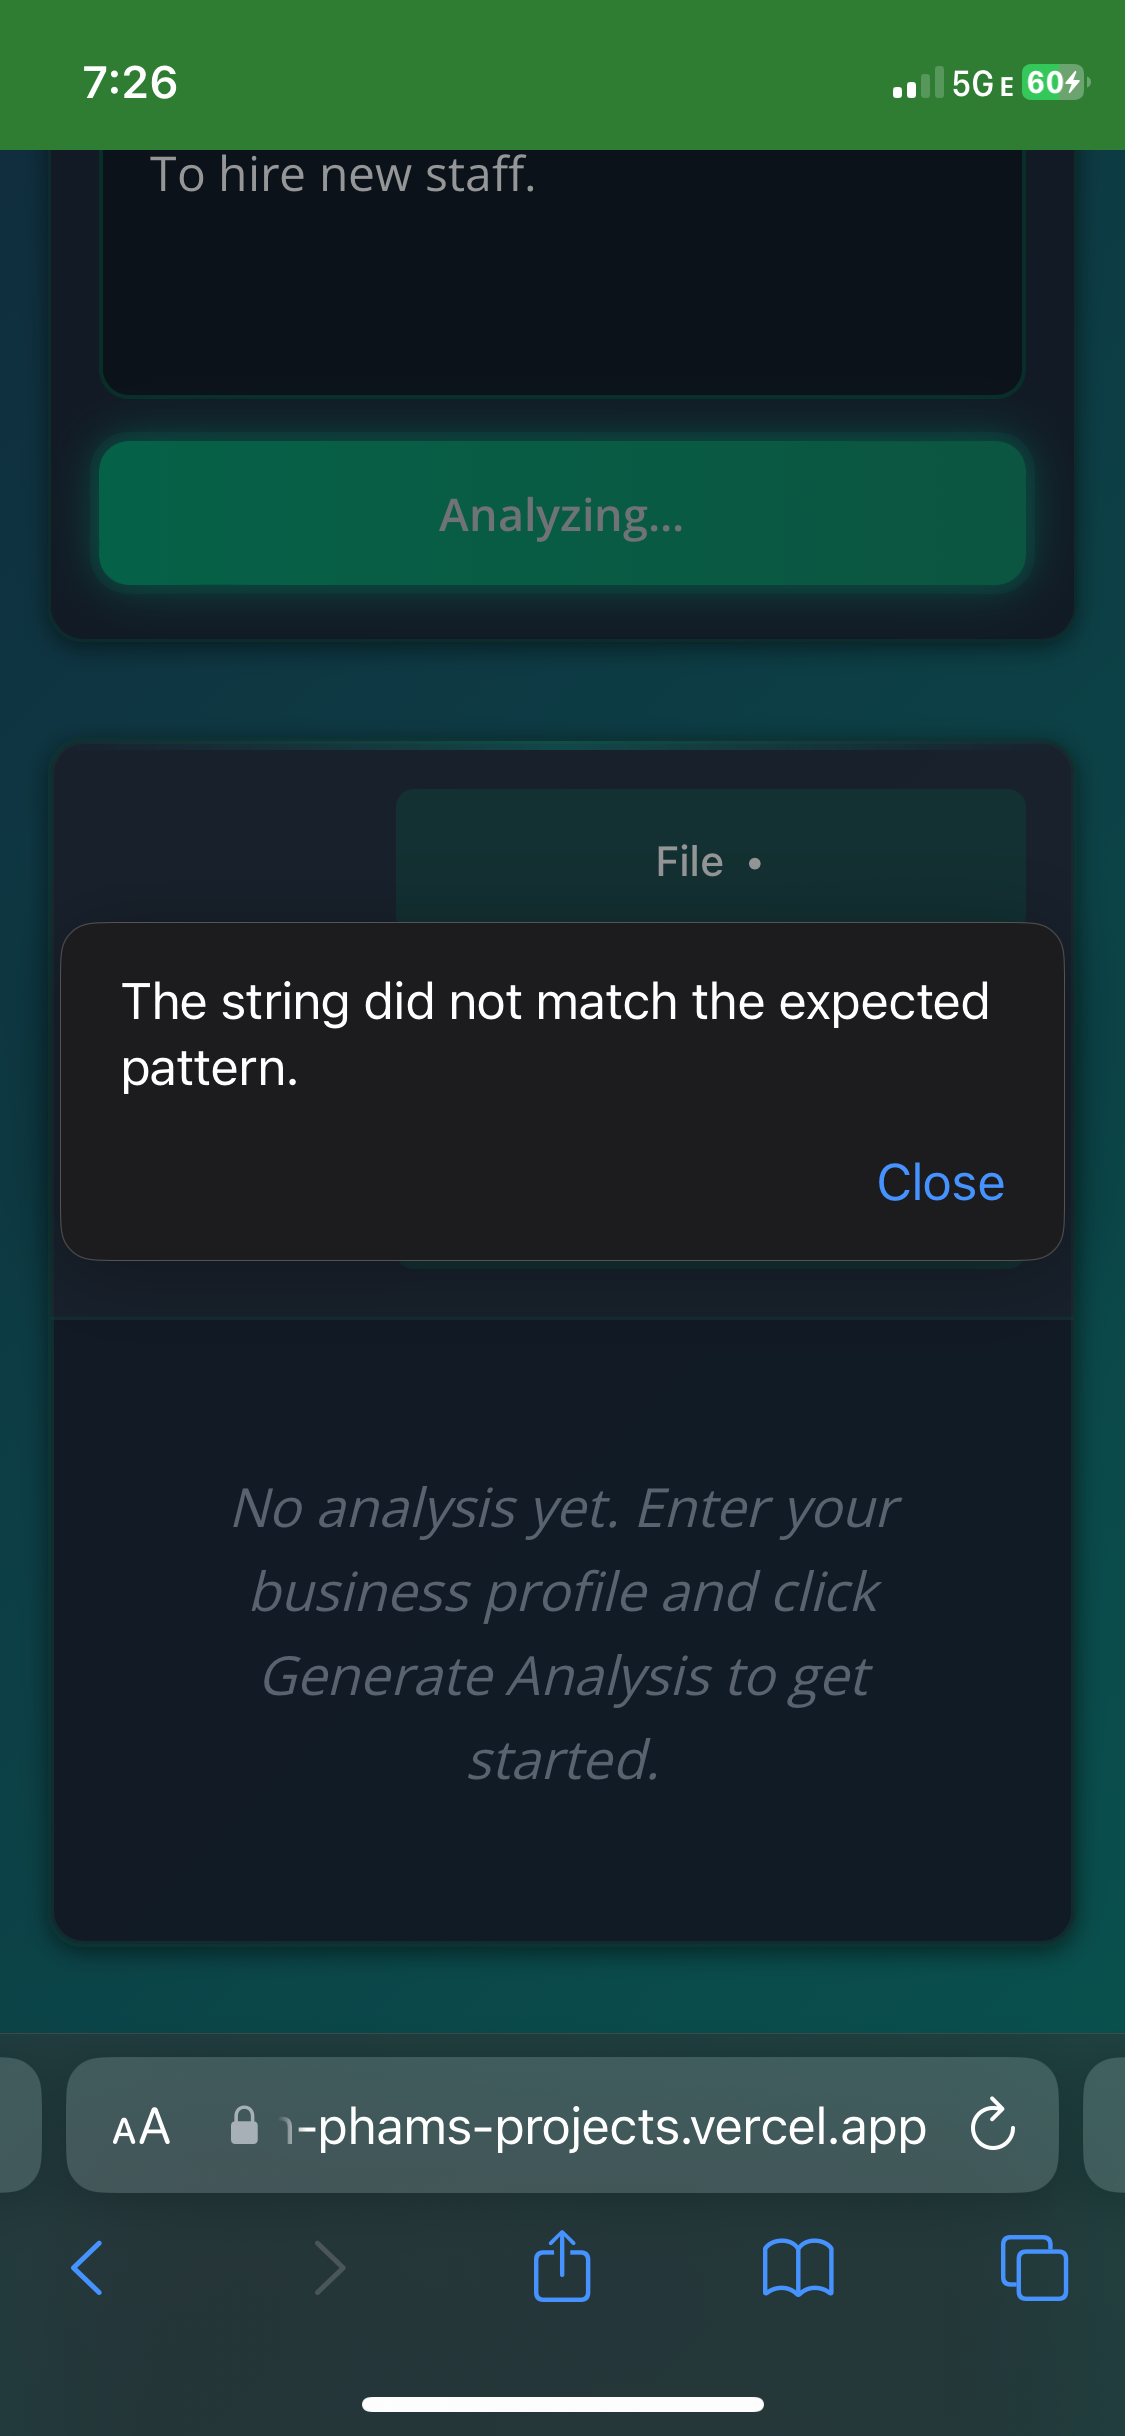 7:26
5G E 60
To hire new staff.
Analyzing...
File •
The string did not match the expected
pattern.
Close
No analysis yet. Enter your
business profile and click
Generate Analysis to get
started.
AA -phams-projects.vercel.app